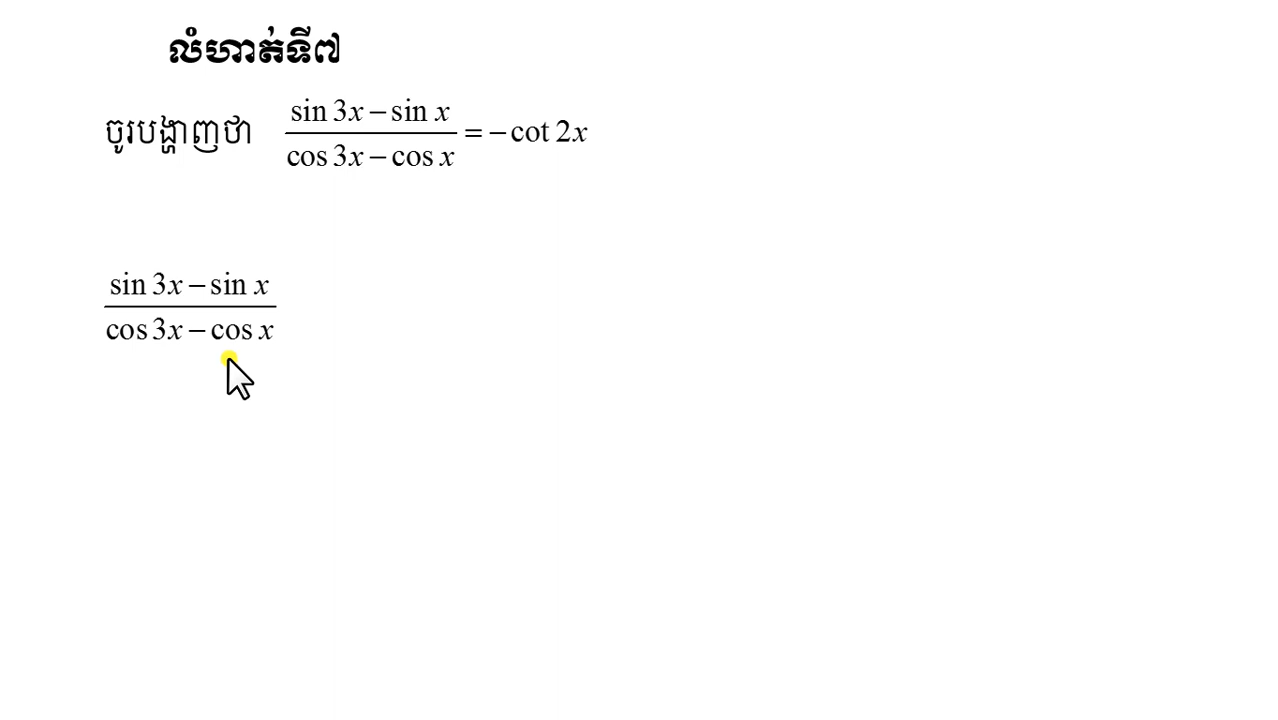 លំហាត់ទី៧
ចូរបង្ហាញថា sin 3x − sin x / cos 3x − cos x = − cot 2x
sin 3x − sin x / cos 3x − cos x